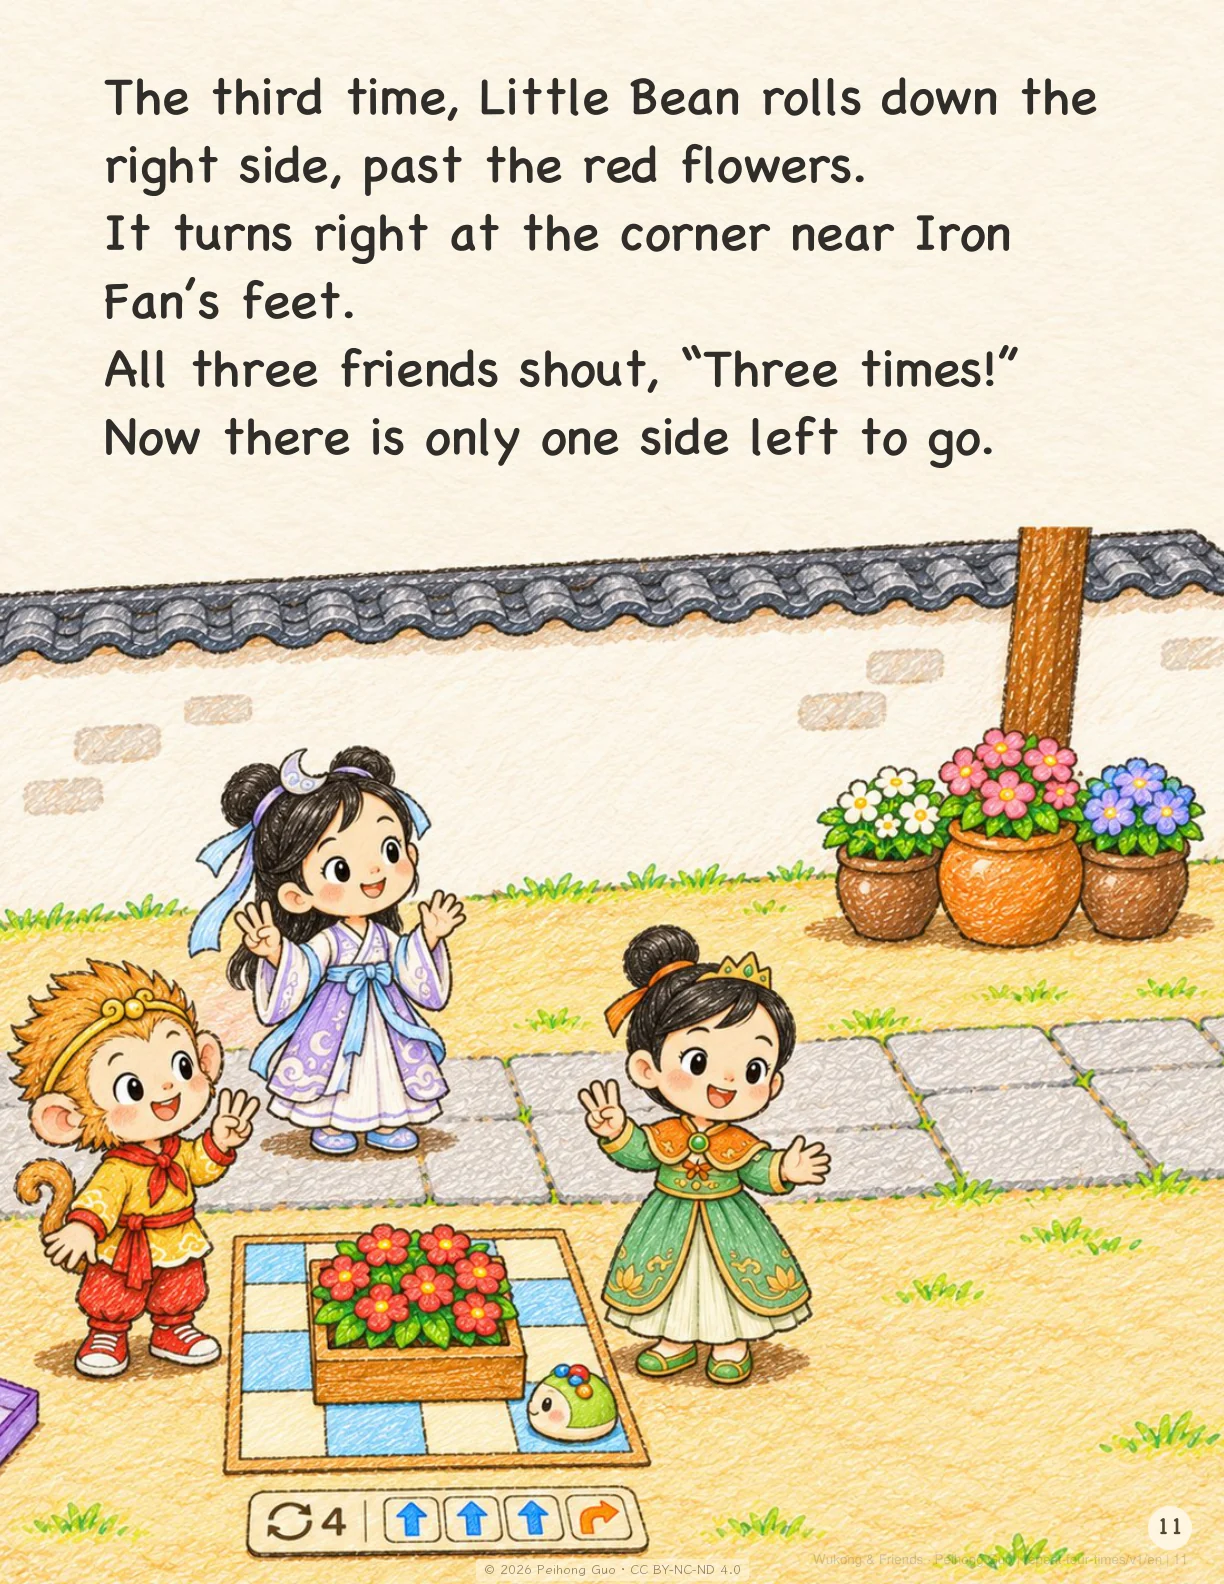 The third time, Little Bean rolls down the
right side, past the red flowers.
It turns right at the corner near Iron
Fan's feet.
All three friends shout, “Three times!”
Now there is only one side left to go.
4
11
© 2026 Peihong Guo • CC BY-NC-ND 4.0